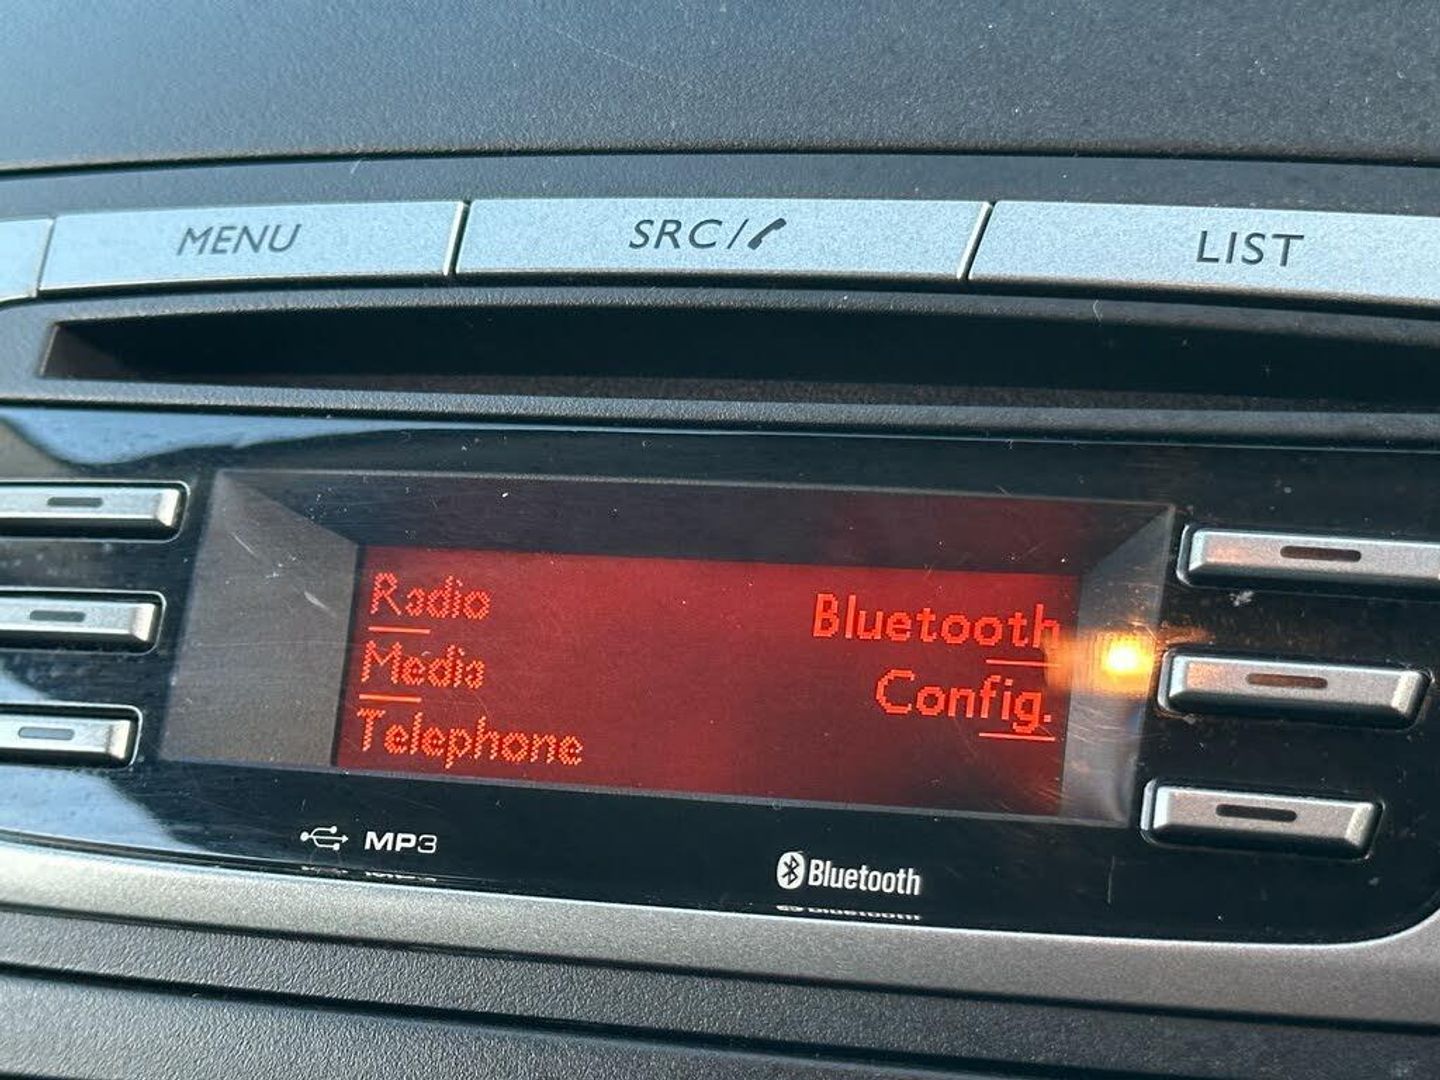 MENU
SRC/
LIST
Radio
Bluetooth
Media
Config.
Telephone
MP3
Bluetooth